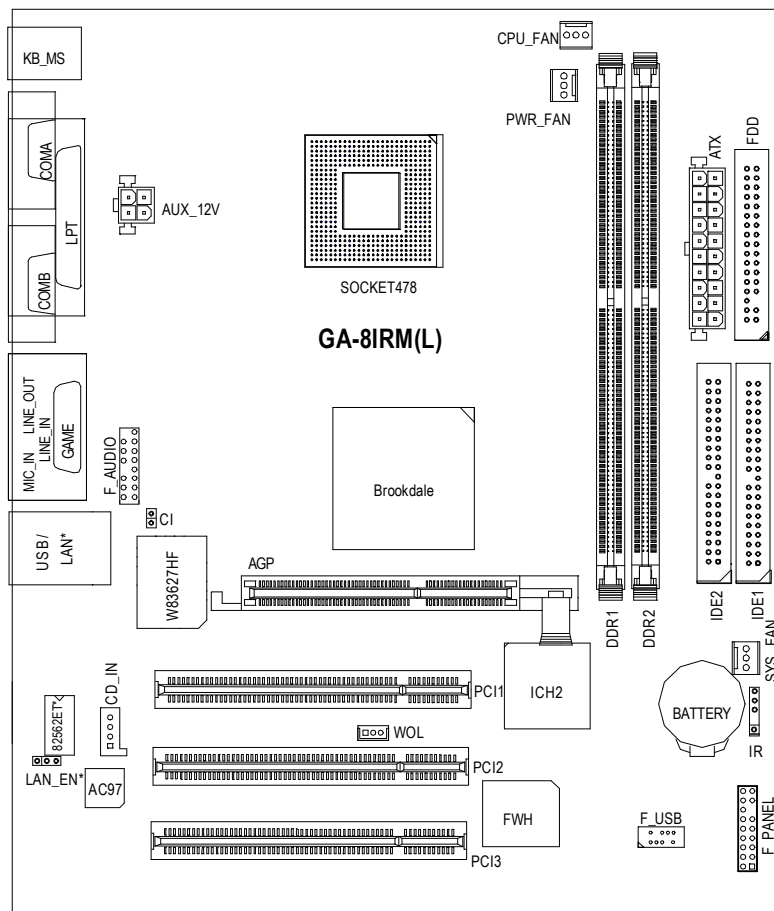 CPU_FAN
KB_MS
PWR_FAN
COMA
LPT
COMB
AUX_12V
SOCKET478
ATX
FDD
GA-8IRM(L)
MIC_IN
LINE_OUT
LINE_IN
GAME
F_AUDIO
Brookdale
CI
USB/
LAN*
W83627HF
AGP
DDR1
DDR2
IDE2
IDE1
SYS_FAN
CD_IN
82562ET*
PCI1
ICH2
BATTERY
WOL
IR
LAN_EN*
AC97
PCI2
FWH
F_USB
F_PANEL
PCI3